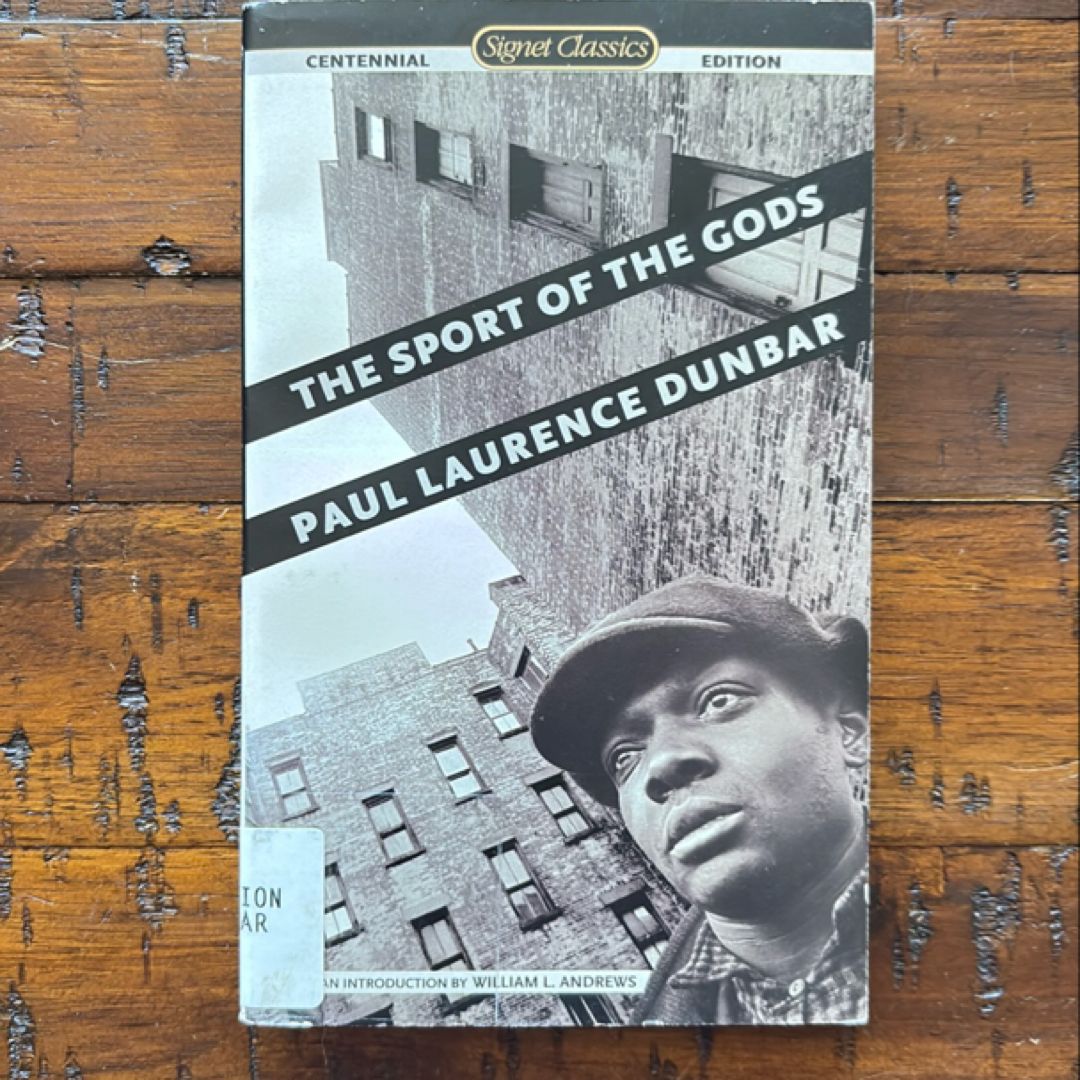 Signet Classics
CENTENNIAL EDITION
THE SPORT OF THE GODS
PAUL LAURENCE DUNBAR
ION
AR
AN INTRODUCTION BY WILLIAM L. ANDREWS